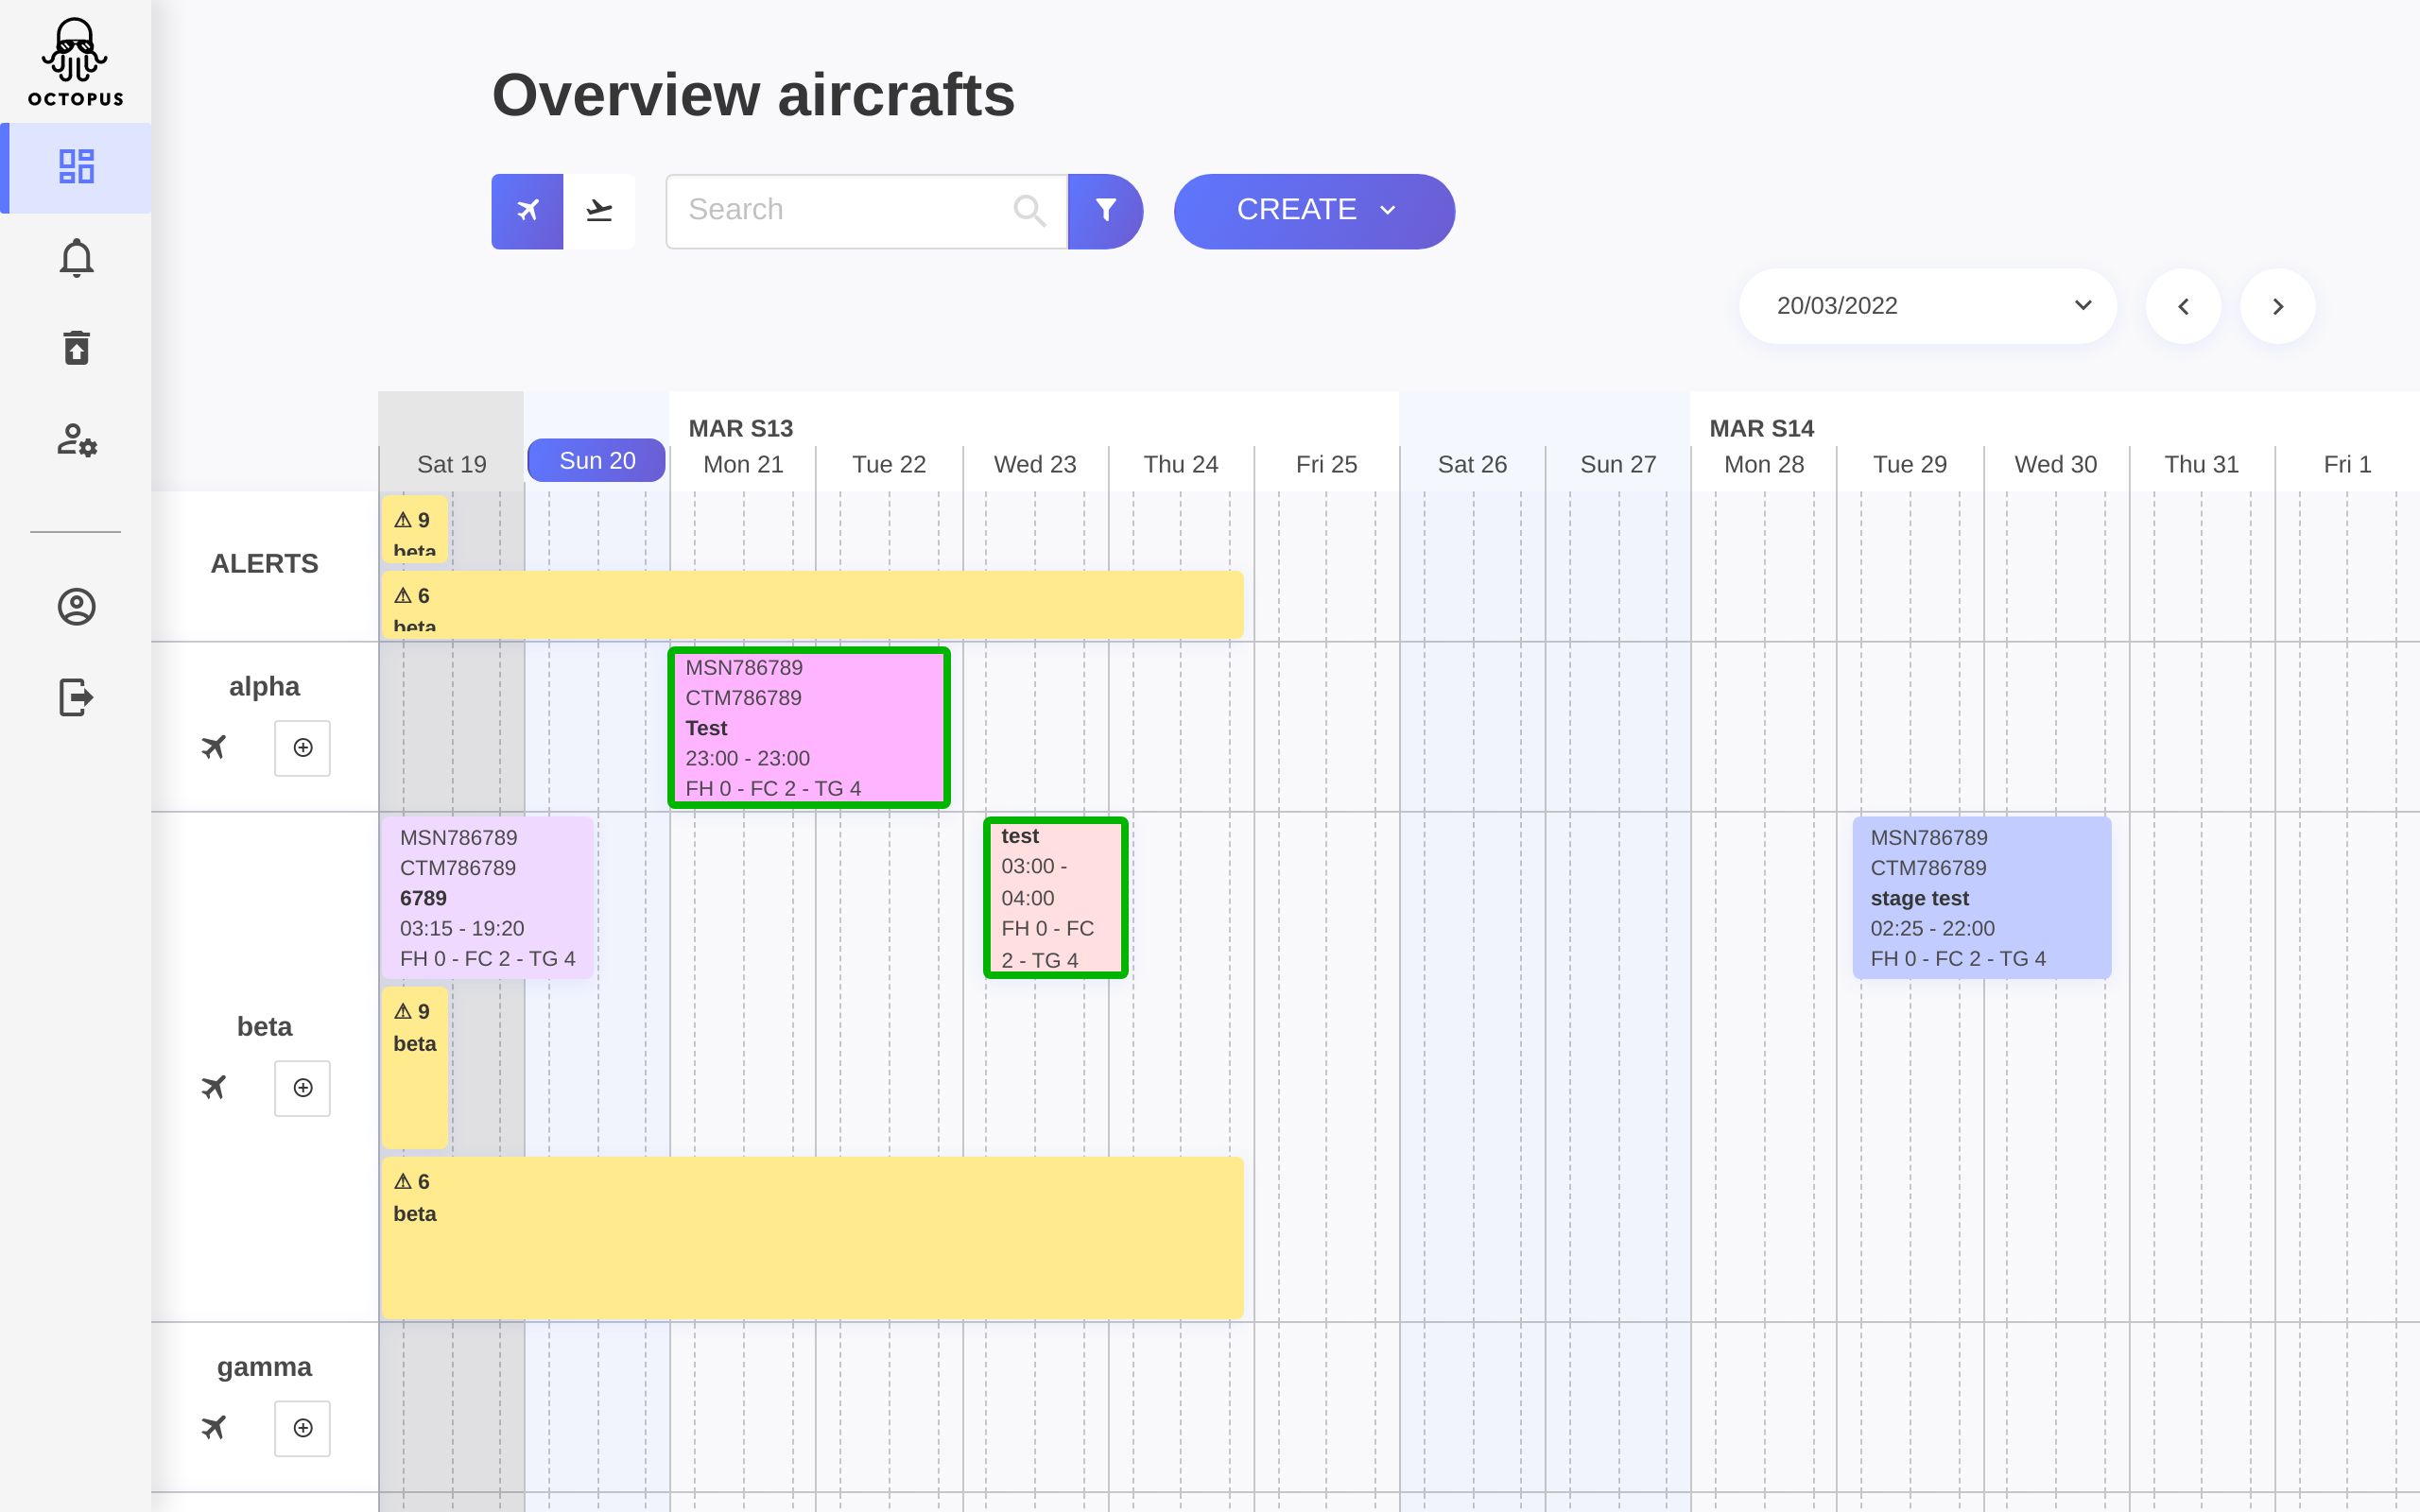 OCTOPUS
Overview aircrafts
Search
CREATE
20/03/2022
MAR S13
MAR S14
Sat 19
Sun 20
Mon 21
Tue 22
Wed 23
Thu 24
Fri 25
Sat 26
Sun 27
Mon 28
Tue 29
Wed 30
Thu 31
Fri 1
ALERTS
⚠ 9
beta
⚠ 6
beta
alpha
MSN786789
CTM786789
Test
23:00 - 23:00
FH 0 - FC 2 - TG 4
beta
MSN786789
CTM786789
6789
03:15 - 19:20
FH 0 - FC 2 - TG 4
test
03:00 -
04:00
FH 0 - FC
2 - TG 4
MSN786789
CTM786789
stage test
02:25 - 22:00
FH 0 - FC 2 - TG 4
⚠ 9
beta
⚠ 6
beta
gamma